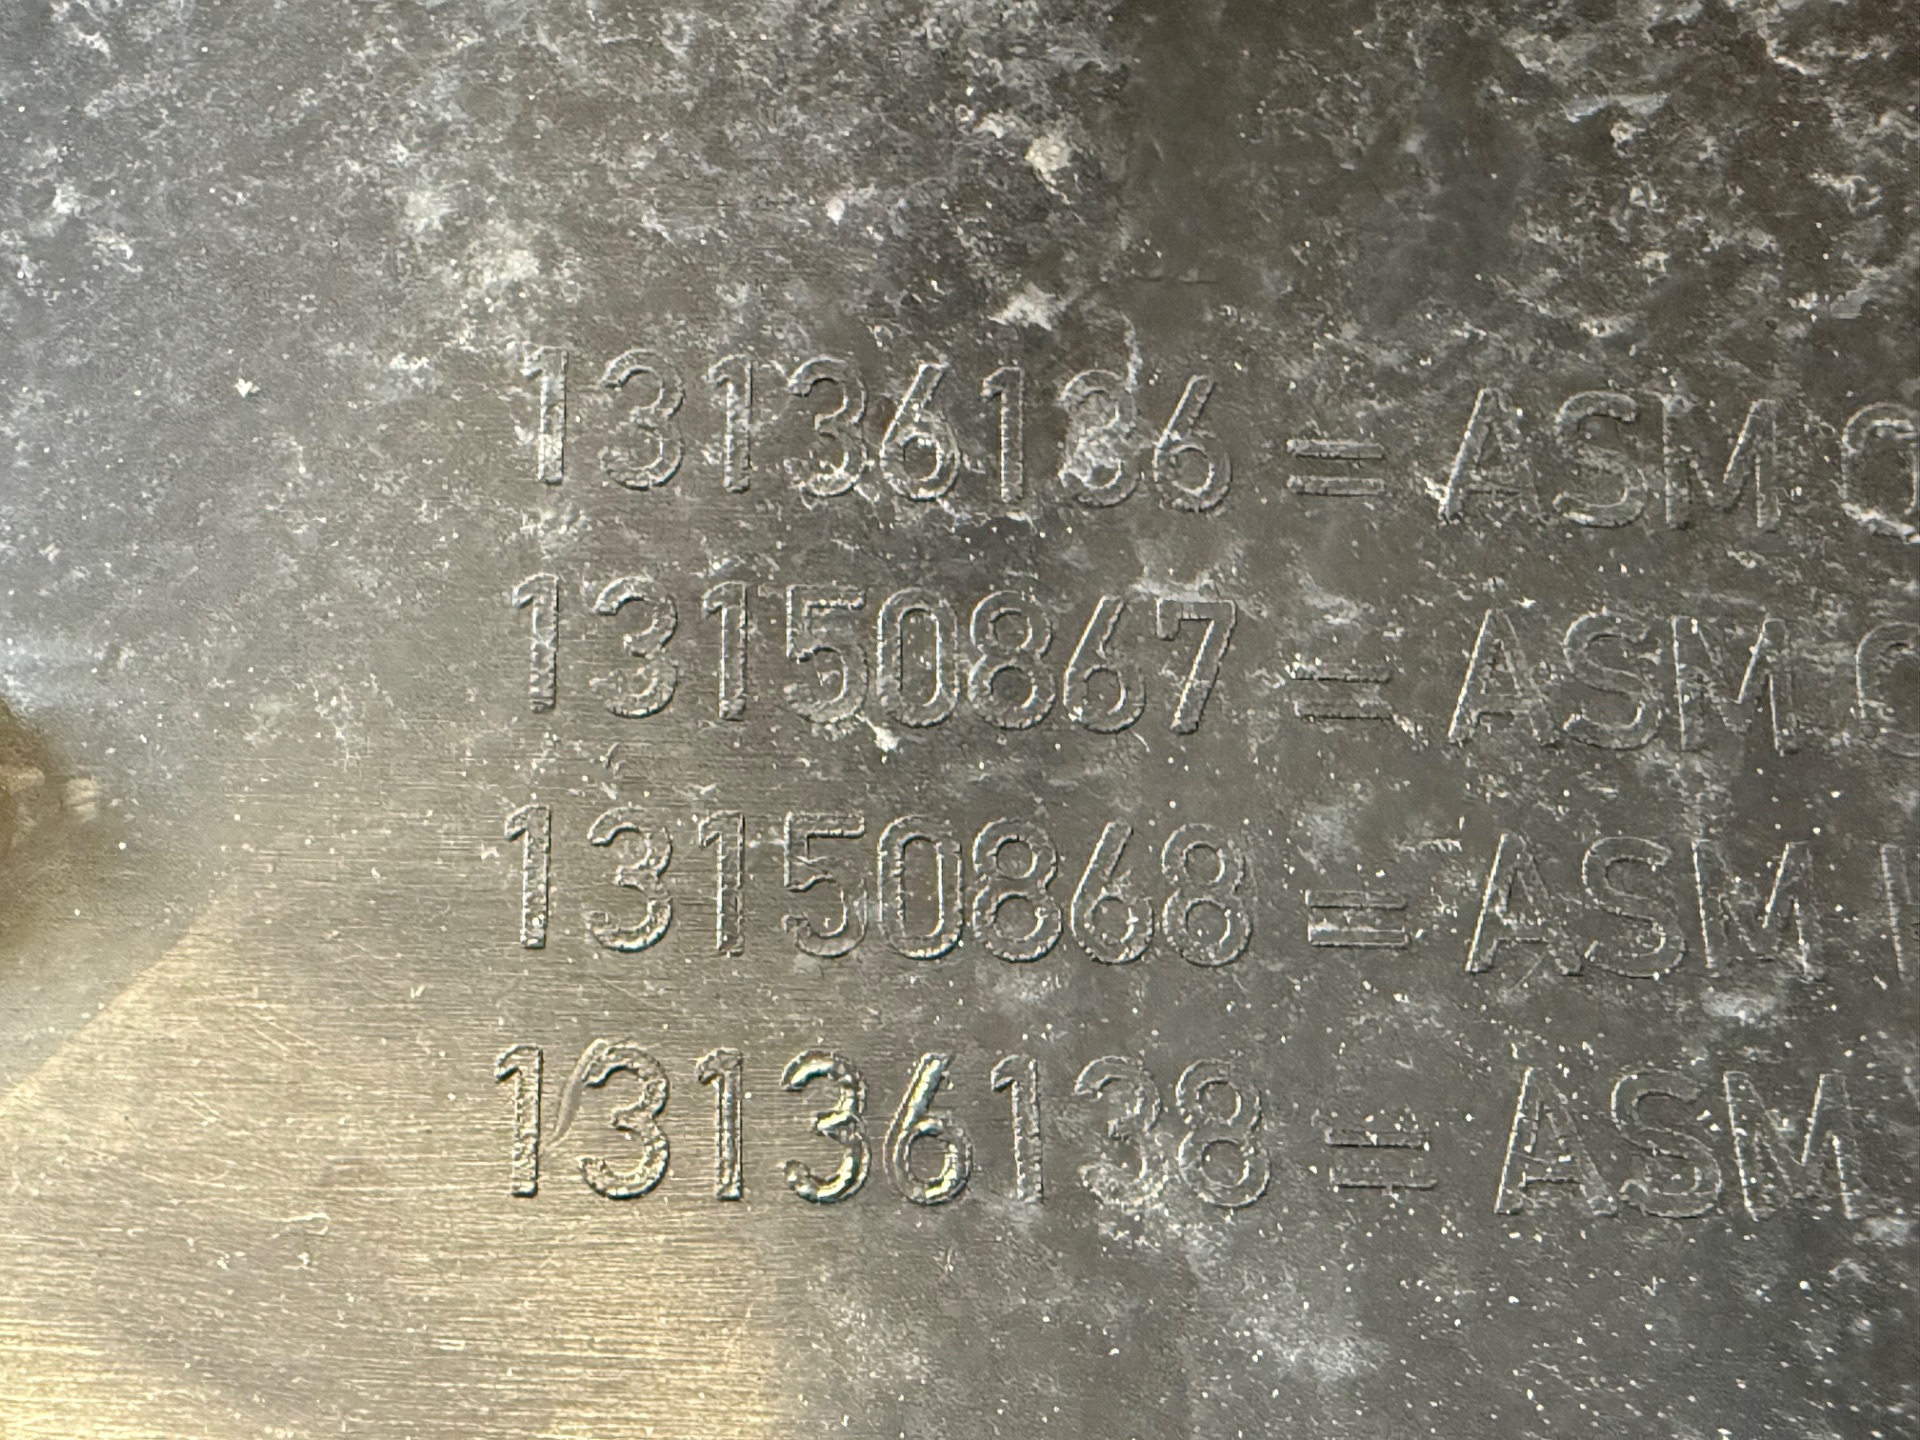 13136136 = ASM
13150867 = ASM
13150868 = ASM
13136138 = ASM